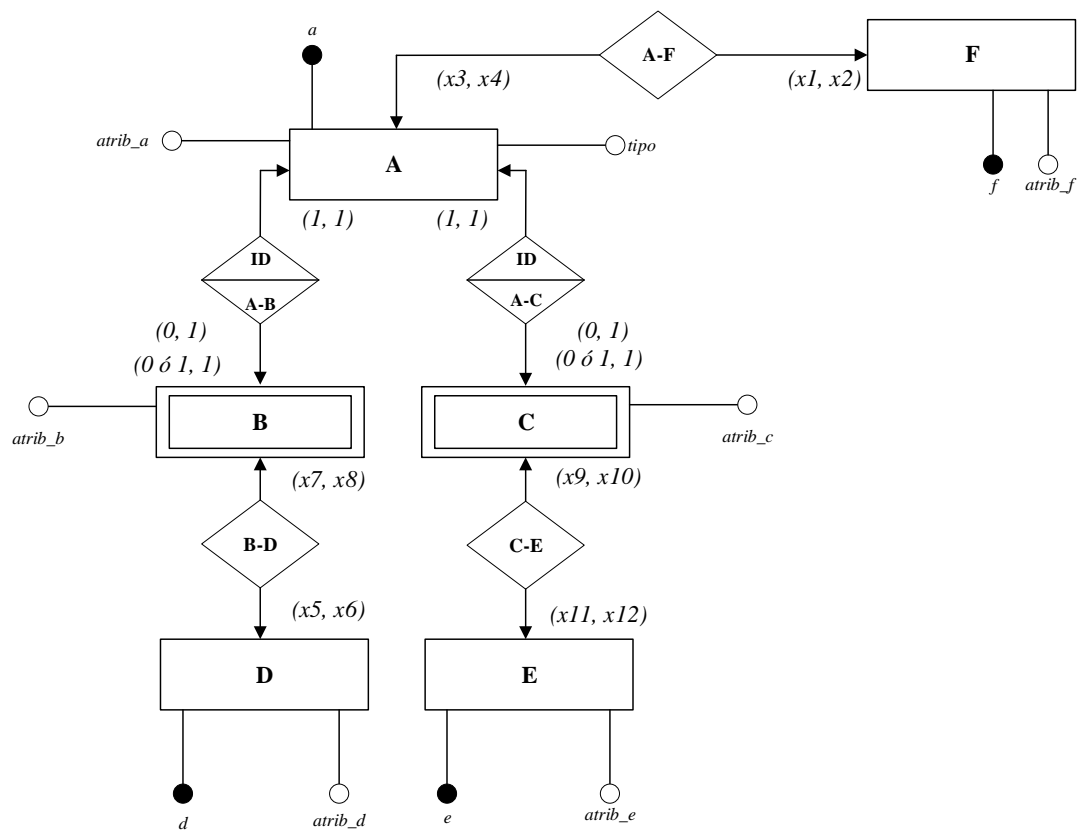 a
A-F
F
(x3, x4)
(x1, x2)
atrib_a
A
tipo
f
atrib_f
(1, 1)
(1, 1)
ID
A-B
ID
A-C
(0, 1)
(0 ó 1, 1)
(0, 1)
(0 ó 1, 1)
B
C
atrib_b
atrib_c
(x7, x8)
(x9, x10)
B-D
C-E
(x5, x6)
(x11, x12)
D
E
d
atrib_d
e
atrib_e